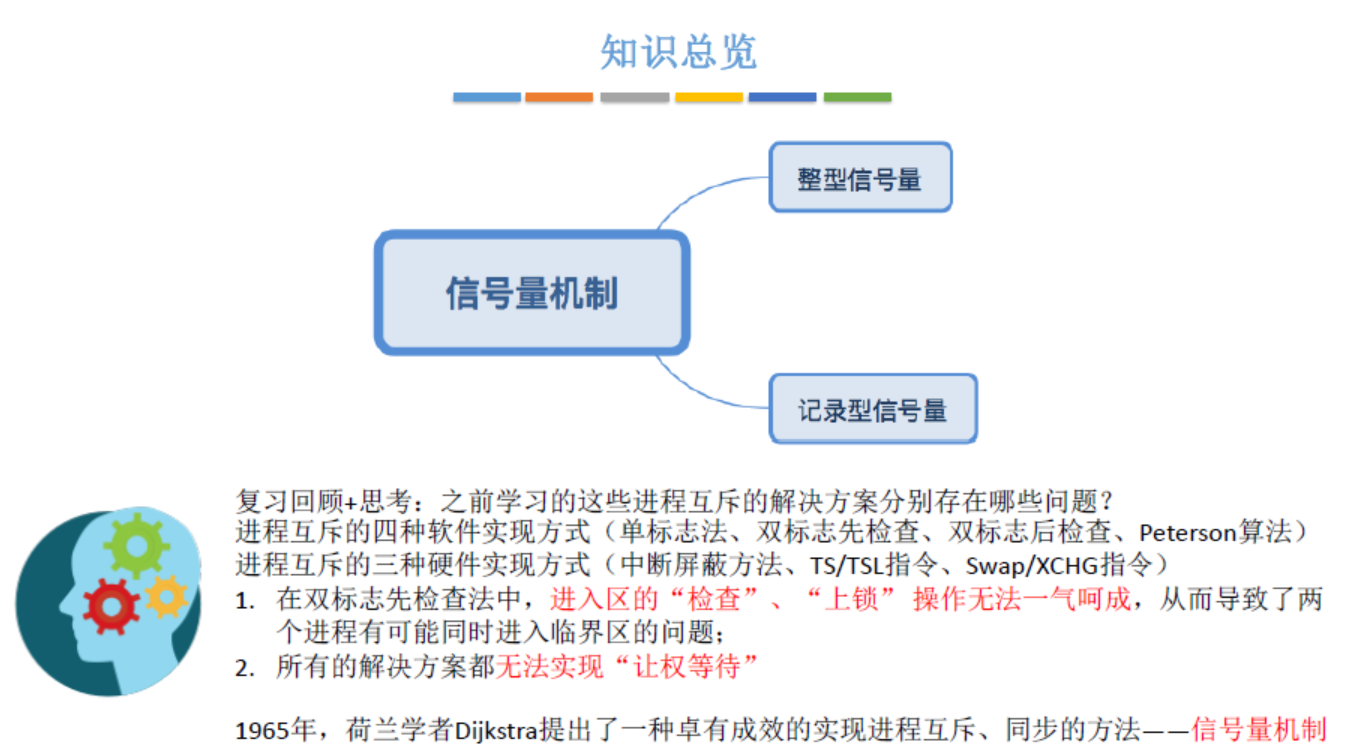 知识总览
整型信号量
信号量机制
记录型信号量
复习回顾+思考：之前学习的这些进程互斥的解决方案分别存在哪些问题？
进程互斥的四种软件实现方式（单标志法、双标志先检查、双标志后检查、Peterson算法）
进程互斥的三种硬件实现方式（中断屏蔽方法、TS/TSL指令、Swap/XCHG指令）
1. 在双标志先检查法中，进入区的“检查”、“上锁” 操作无法一气呵成，从而导致了两
个进程有可能同时进入临界区的问题；
2. 所有的解决方案都无法实现“让权等待”
1965年，荷兰学者Dijkstra提出了一种卓有成效的实现进程互斥、同步的方法——信号量机制